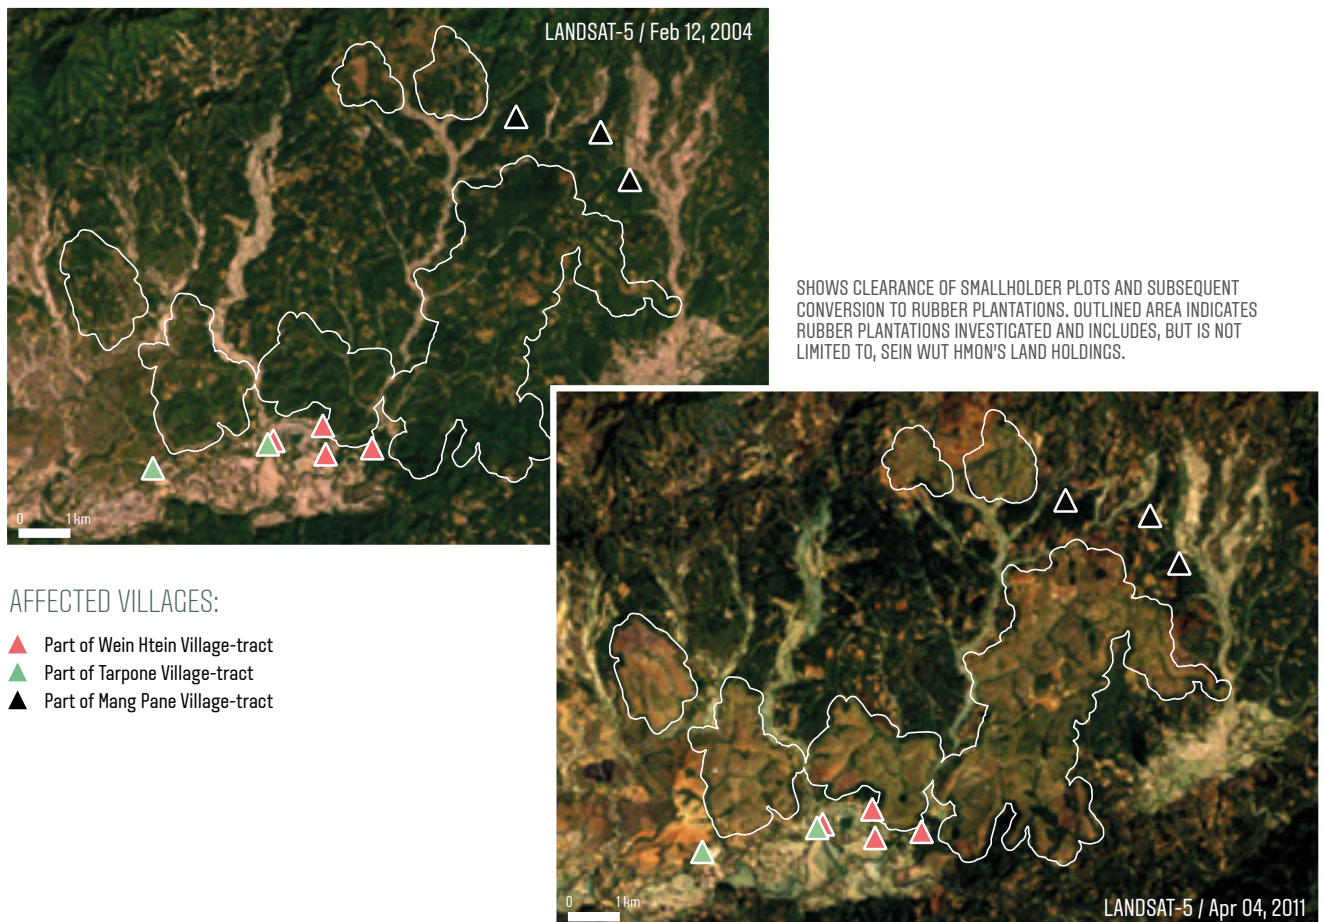 LANDSAT-5 / Feb 12, 2004
0 1 km
SHOWS CLEARANCE OF SMALLHOLDER PLOTS AND SUBSEQUENT
CONVERSION TO RUBBER PLANTATIONS. OUTLINED AREA INDICATES
RUBBER PLANTATIONS INVESTIGATED AND INCLUDES, BUT IS NOT
LIMITED TO, SEIN WUT HMON'S LAND HOLDINGS.
AFFECTED VILLAGES:
Part of Wein Htein Village-tract
Part of Tarpone Village-tract
Part of Mang Pane Village-tract
0 1 km
LANDSAT-5 / Apr 04, 2011